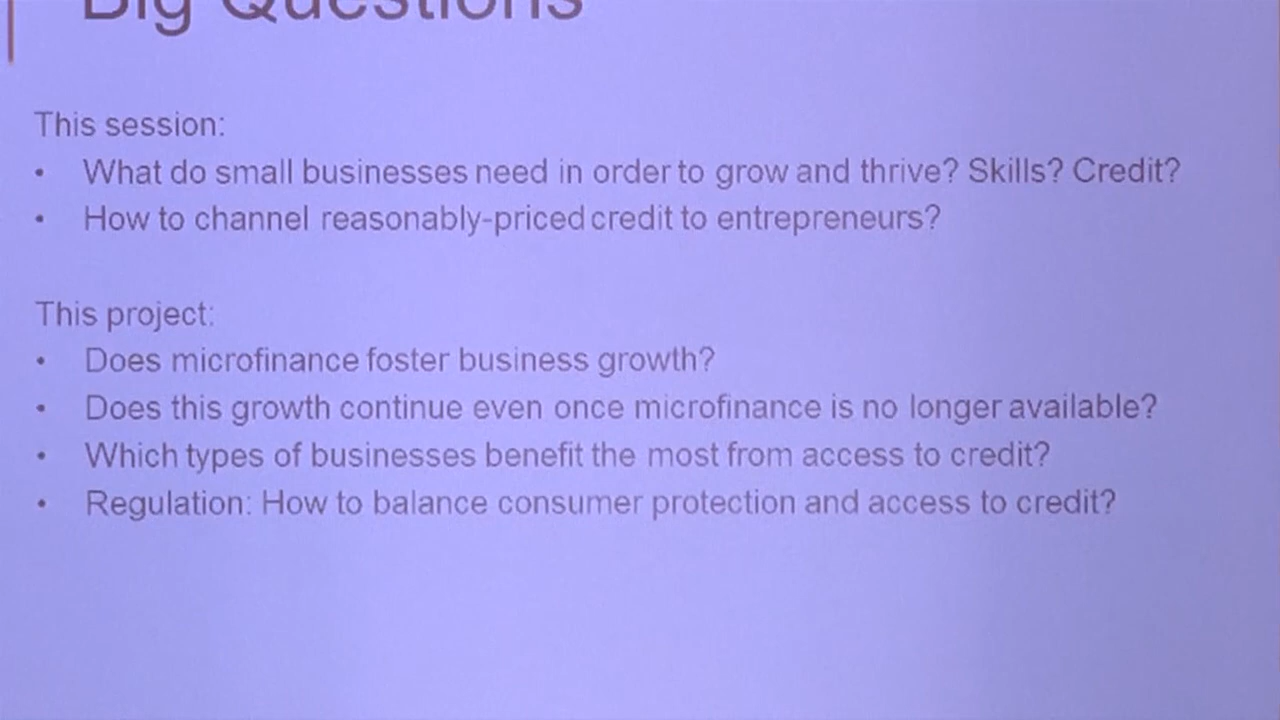 Big Questions
This session:
• What do small businesses need in order to grow and thrive? Skills? Credit?
• How to channel reasonably-priced credit to entrepreneurs?
This project:
• Does microfinance foster business growth?
• Does this growth continue even once microfinance is no longer available?
• Which types of businesses benefit the most from access to credit?
• Regulation: How to balance consumer protection and access to credit?